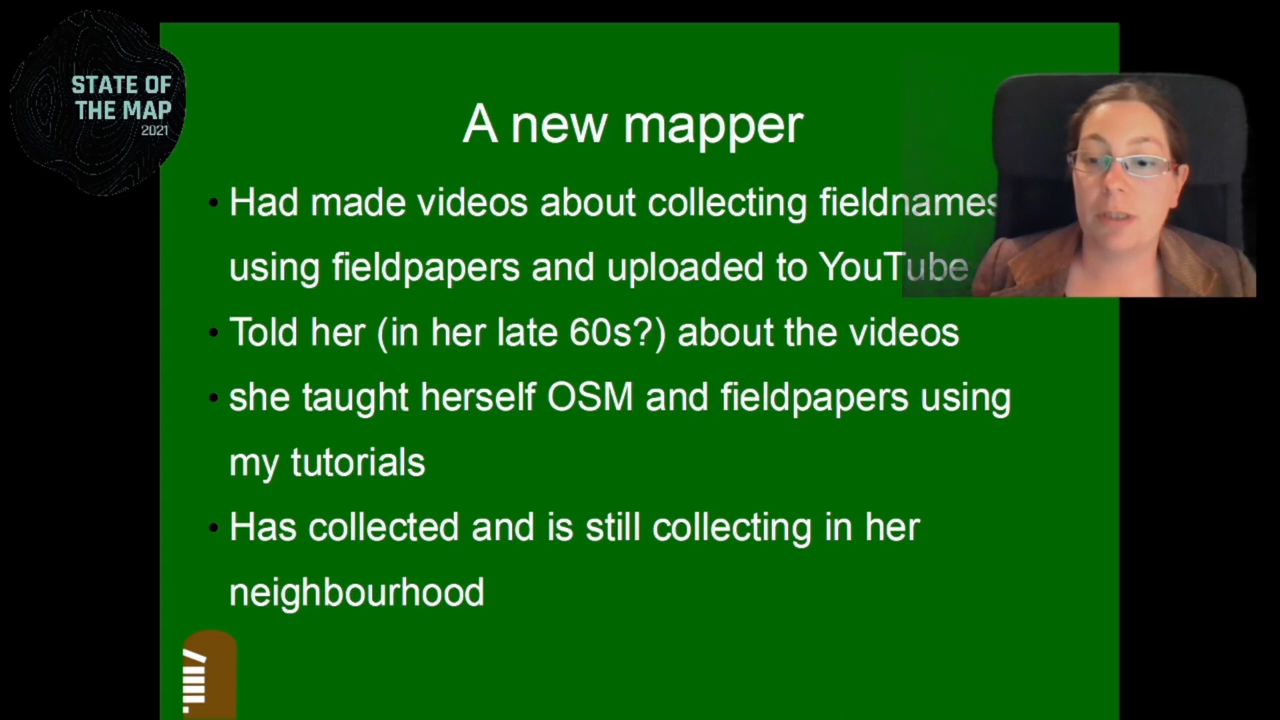 STATE OF
THE MAP
2021
A new mapper
• Had made videos about collecting fieldnames
using fieldpapers and uploaded to YouTube
• Told her (in her late 60s?) about the videos
• she taught herself OSM and fieldpapers using
my tutorials
• Has collected and is still collecting in her
neighbourhood